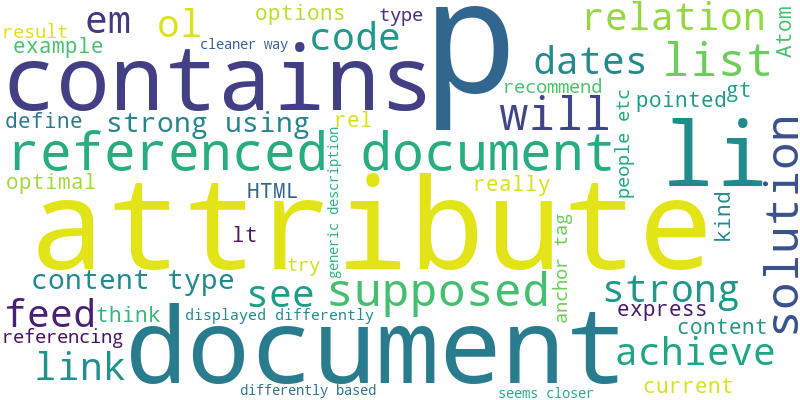 result
em
ol
options
type
p
relation
Atom
example
cleaner way
code
contains
dates
list
recommend
define
strong using
rel
will
people etc
pointed
gt
li
solution
referenced document
optimal
HTML
generic description
really
attribute
lt
try
anchor tag
kind
content type
see
supposed
strong
feed
think
displayed differently
express
referencing
document
content
link
achieve
differently based
seems closer
current